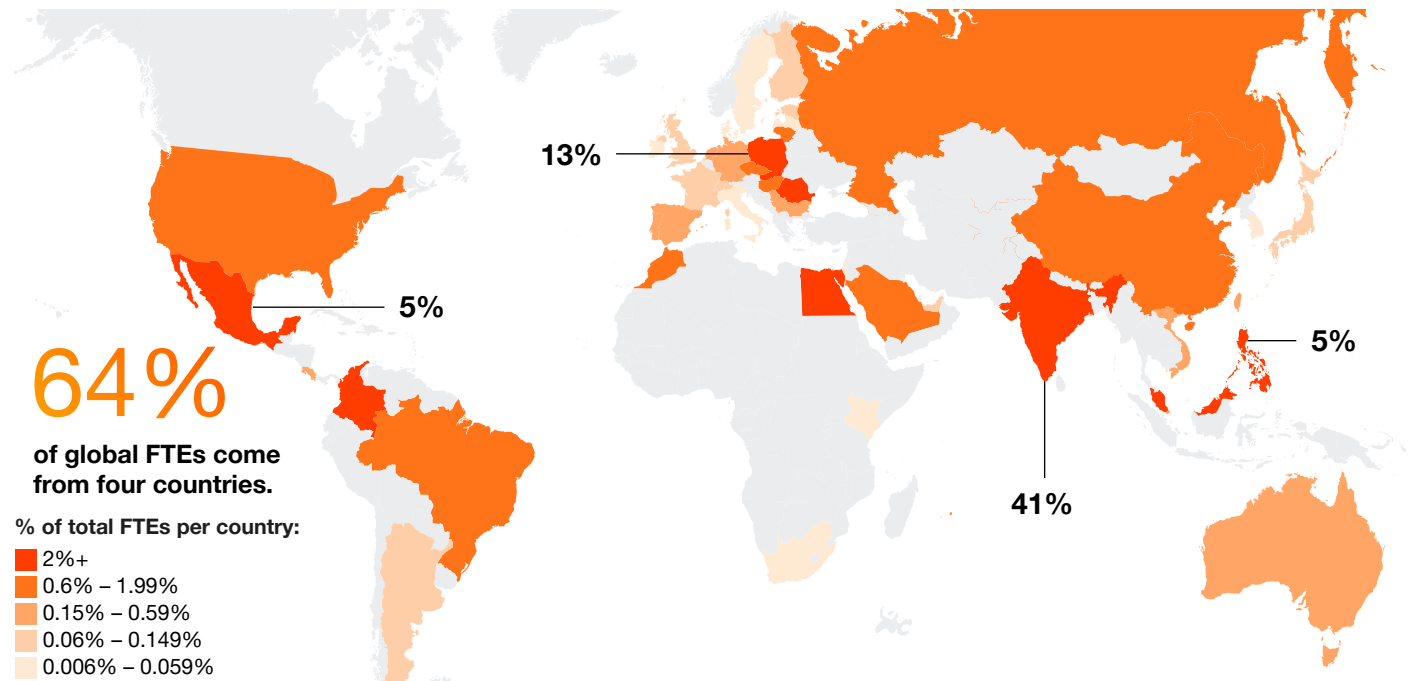 13%
5%
5%
41%
64%
of global FTEs come
from four countries.
% of total FTEs per country:
2%+
0.6% – 1.99%
0.15% – 0.59%
0.06% – 0.149%
0.006% – 0.059%